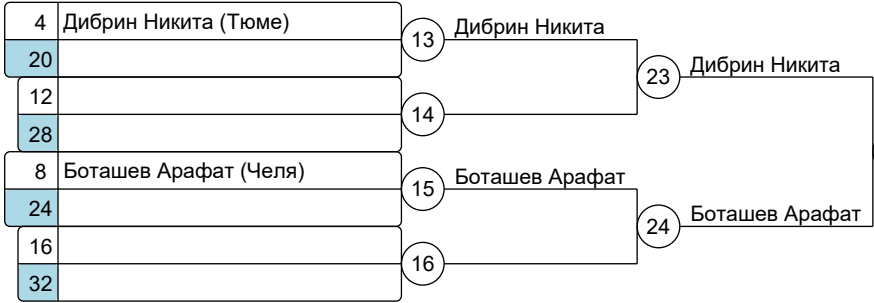 4 Дибрин Никита (Тюме)
13 Дибрин Никита
20
23 Дибрин Никита
12
14
28
8 Боташев Арафат (Челя)
15 Боташев Арафат
24
24 Боташев Арафат
16
16
32